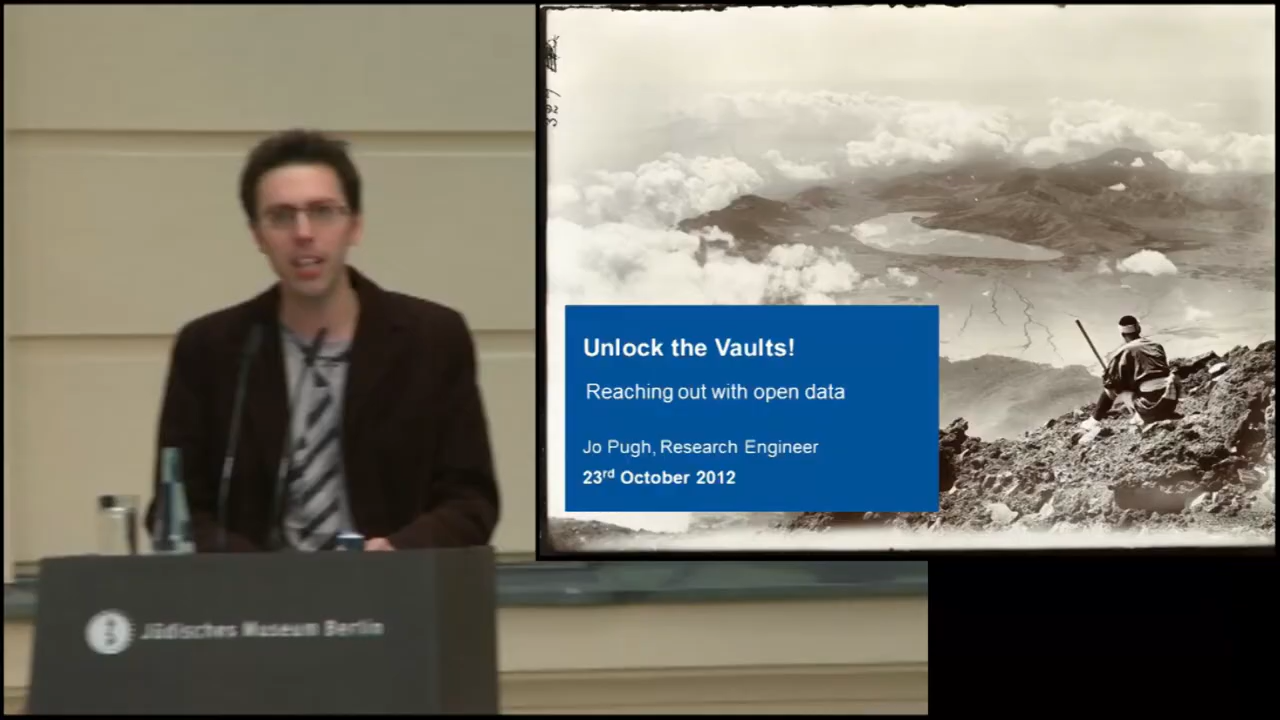 Unlock the Vaults!
Reaching out with open data
Jo Pugh, Research Engineer
23rd October 2012
Jüdisches Museum Berlin